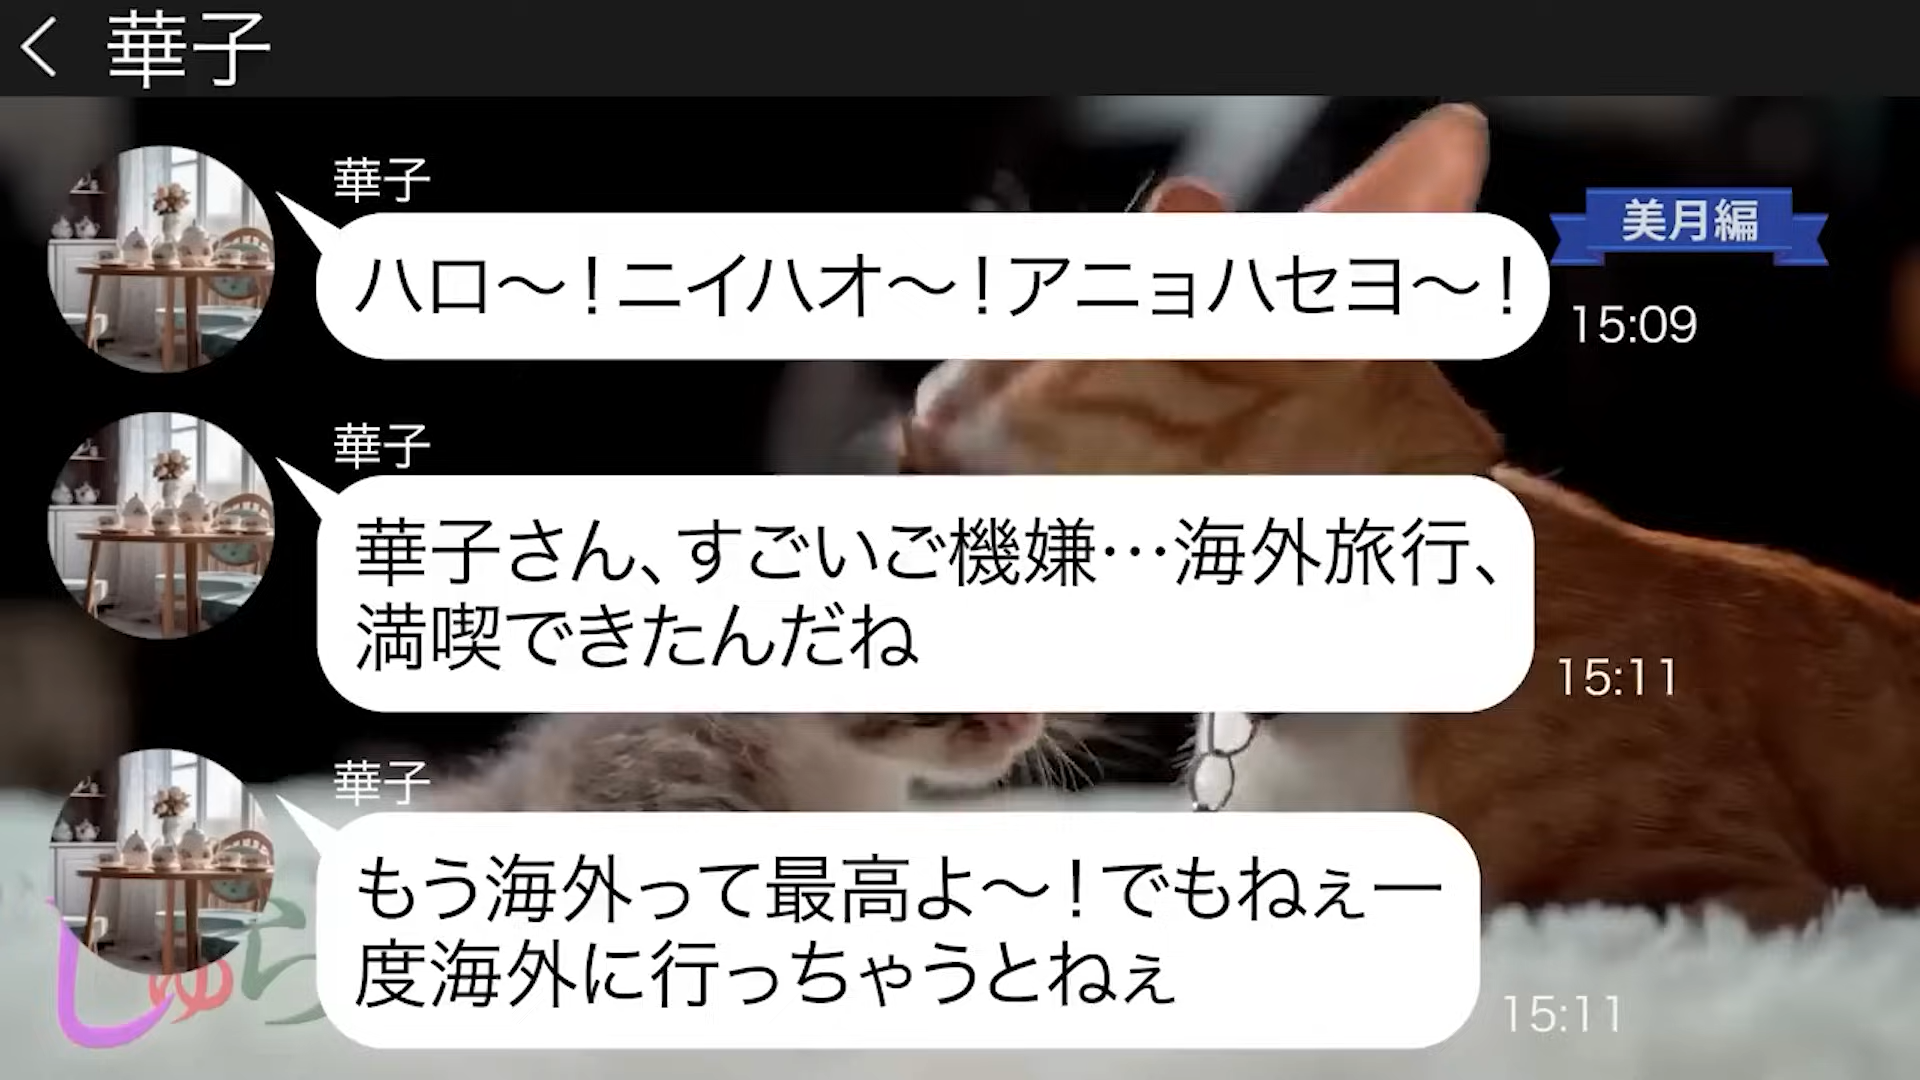 華子
華子
ハロ〜！ニイハオ〜！アニョハセヨ〜！
美月編
15:09
華子
華子さん、すごいご機嫌…海外旅行、
満喫できたんだね
15:11
華子
もう海外って最高よ〜！でもねぇ一
度海外に行っちゃうとねぇ
15:11
しゅち